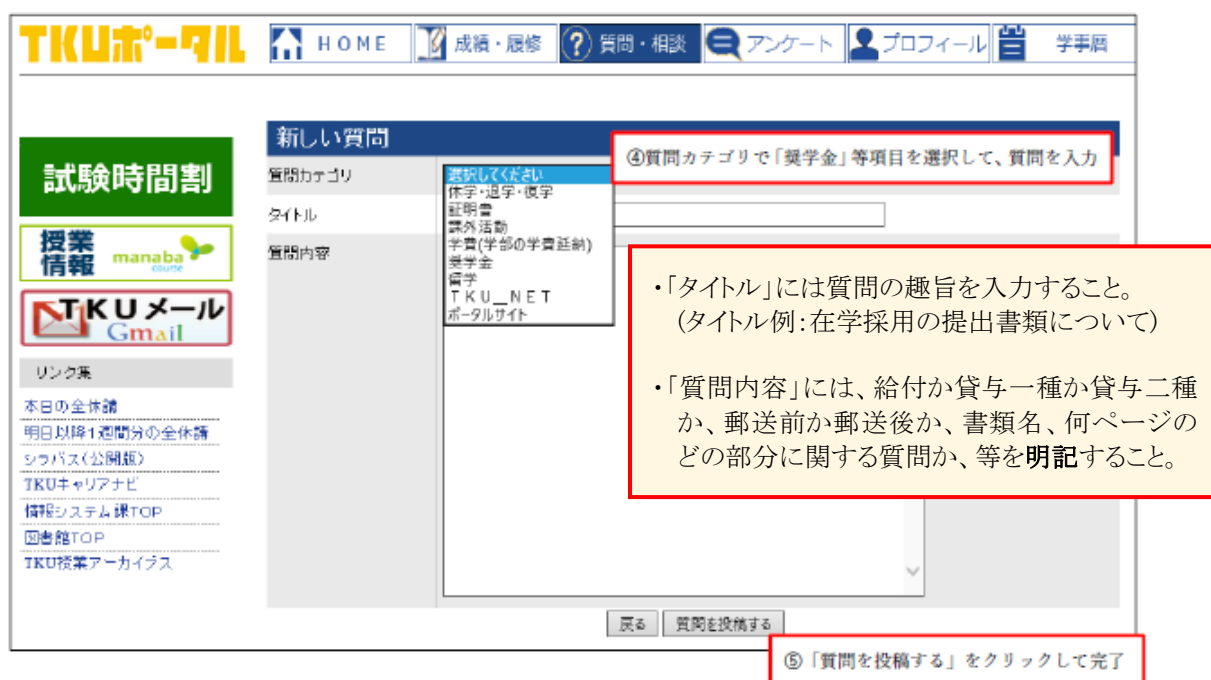 TKUポータル
HOME
成績・履修
質問・相談
アンケート
プロフィール
学事暦
試験時間割
授業
情報
manaba
course
TKUメール
Gmail
リンク集
本日の全休講
明日以降1週間分の全休講
シラバス(公開版)
TKUキャリアナビ
情報システム課TOP
図書館TOP
TKU授業アーカイブス
新しい質問
④質問カテゴリで「奨学金」等項目を選択して、質問を入力
質問カテゴリ
選択してください
休学・退学・復学
証明書
課外活動
学費(学部の学費延納)
奨学金
留学
TKU_NET
ポータルサイト
タイトル
質問内容
・「タイトル」には質問の趣旨を入力すること。
(タイトル例：在学採用の提出書類について)
・「質問内容」には、給付か貸与一種か貸与二種
か、郵送前か郵送後か、書類名、何ページの
どの部分に関する質問か、等を明記すること。
戻る
質問を投稿する
⑤「質問を投稿する」をクリックして完了